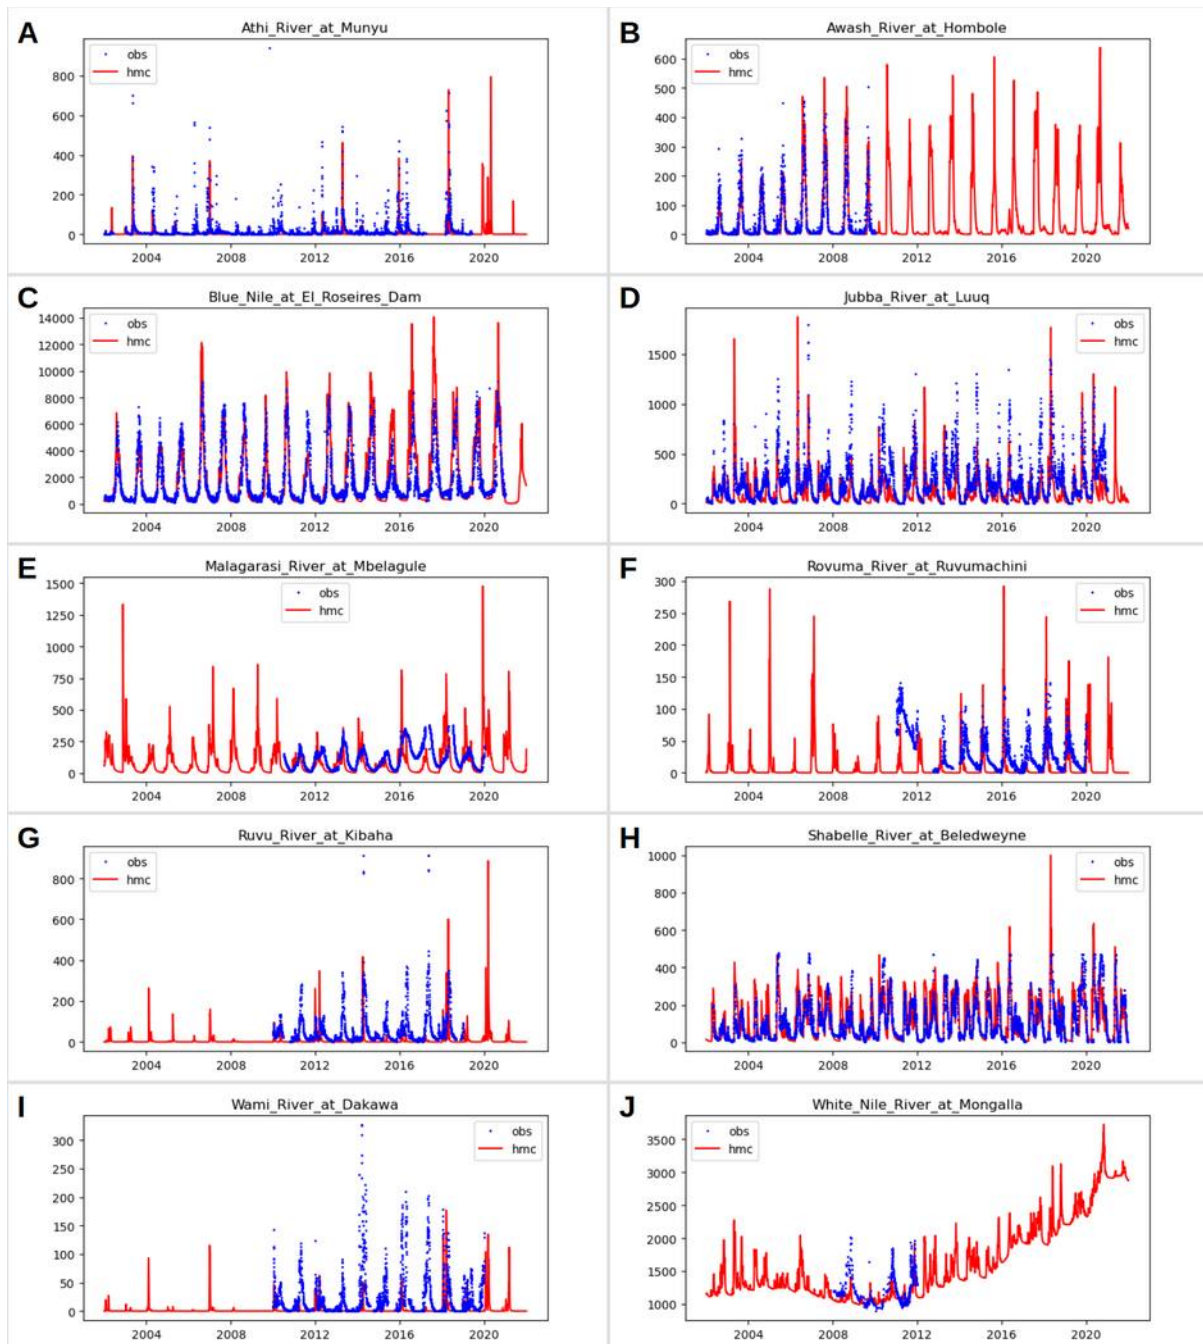 A
Athi_River_at_Munyu
obs
hmc
800
600
400
200
0
2004 2008 2012 2016 2020
B
Awash_River_at_Hombole
obs
hmc
600
500
400
300
200
100
0
2004 2008 2012 2016 2020
C
Blue_Nile_at_El_Roseires_Dam
obs
hmc
14000
12000
10000
8000
6000
4000
2000
0
2004 2008 2012 2016 2020
D
Jubba_River_at_Luuq
obs
hmc
1500
1000
500
0
2004 2008 2012 2016 2020
E
Malagarasi_River_at_Mbelagule
obs
hmc
1500
1250
1000
750
500
250
0
2004 2008 2012 2016 2020
F
Rovuma_River_at_Ruvumachini
obs
hmc
300
250
200
150
100
50
0
2004 2008 2012 2016 2020
G
Ruvu_River_at_Kibaha
obs
hmc
800
600
400
200
0
2004 2008 2012 2016 2020
H
Shabelle_River_at_Beledweyne
obs
hmc
1000
800
600
400
200
0
2004 2008 2012 2016 2020
I
Wami_River_at_Dakawa
obs
hmc
300
250
200
150
100
50
0
2004 2008 2012 2016 2020
J
White_Nile_River_at_Mongalla
obs
hmc
3500
3000
2500
2000
1500
1000
2004 2008 2012 2016 2020